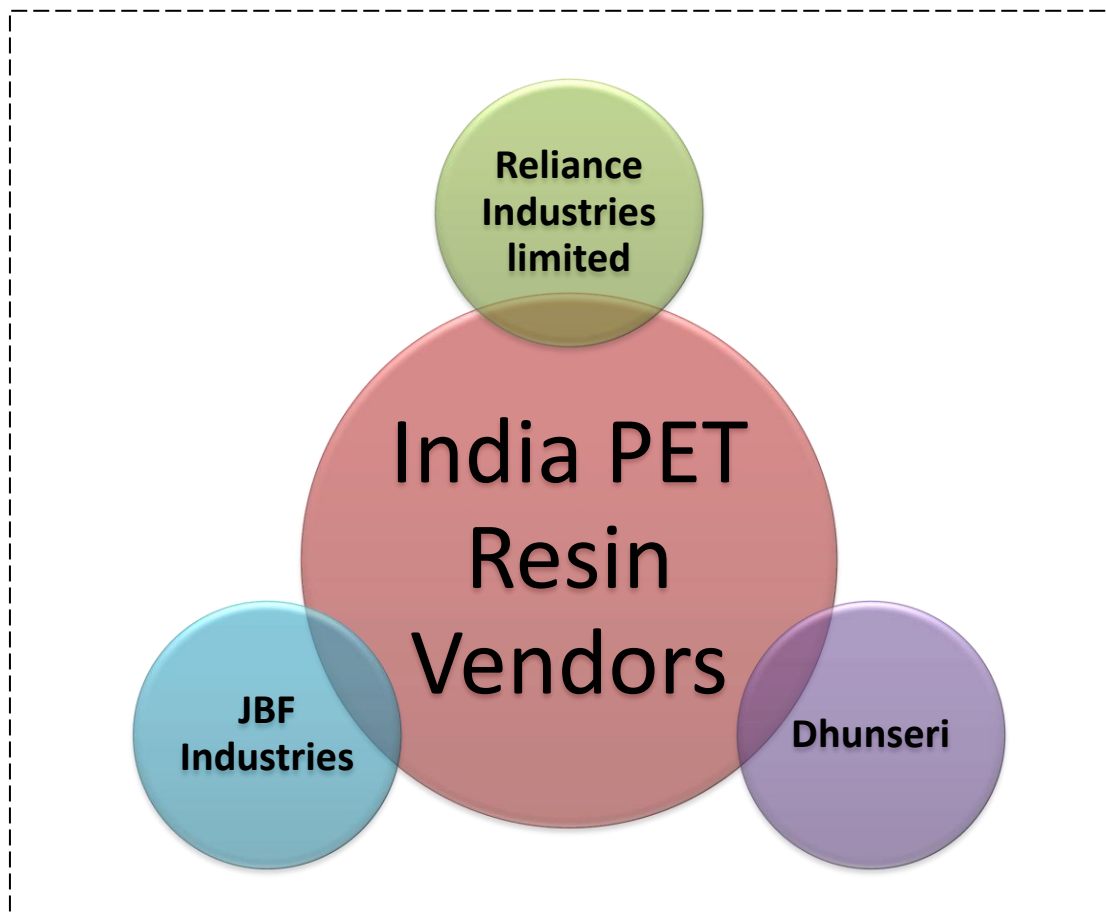 Reliance
Industries
limited
India PET
Resin
Vendors
JBF
Industries
Dhunseri